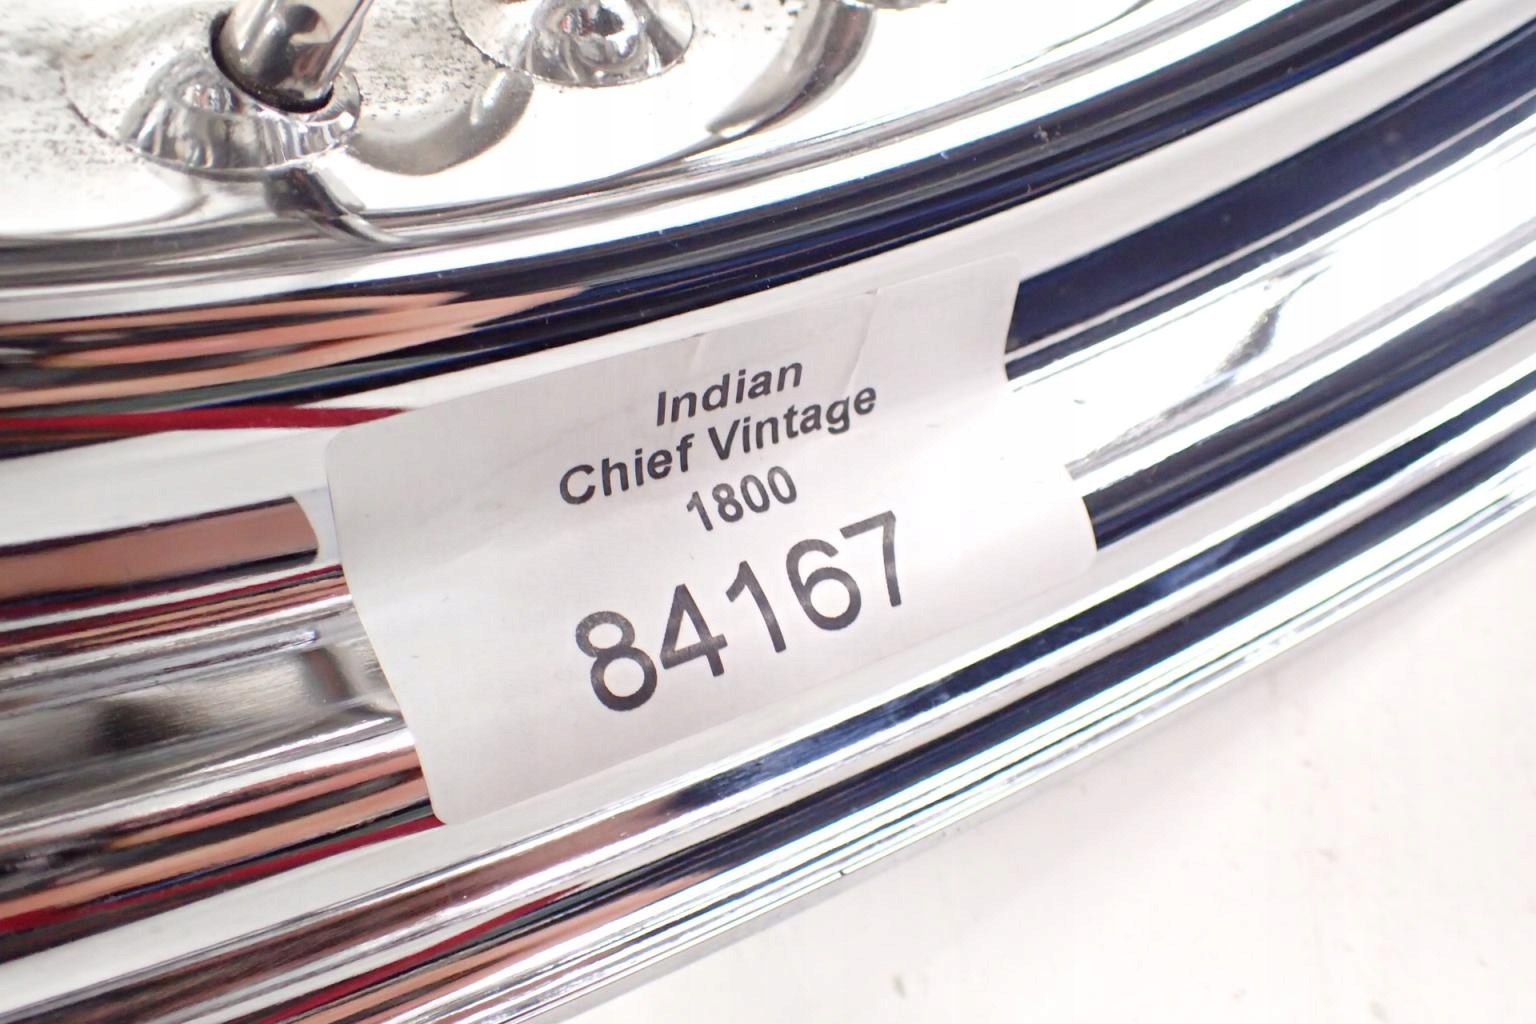 Indian
Chief Vintage
1800
84167